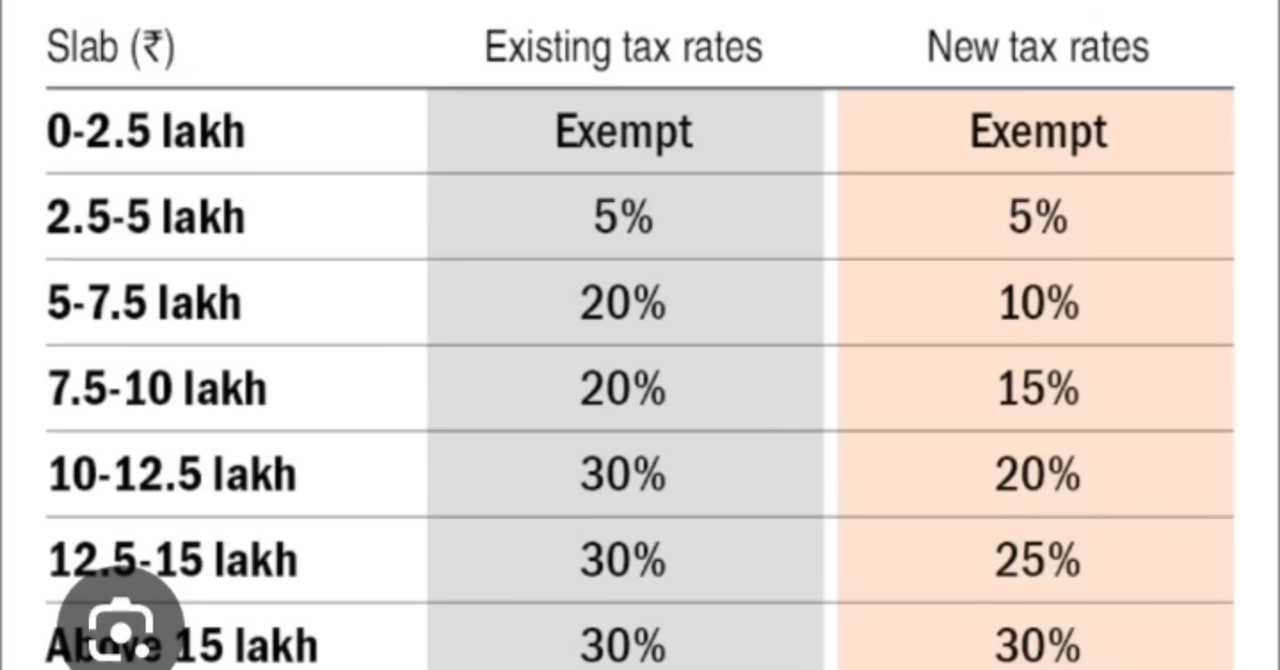 Slab (₹) Existing tax rates New tax rates
0-2.5 lakh Exempt Exempt
2.5-5 lakh 5% 5%
5-7.5 lakh 20% 10%
7.5-10 lakh 20% 15%
10-12.5 lakh 30% 20%
12.5-15 lakh 30% 25%
Above 15 lakh 30% 30%